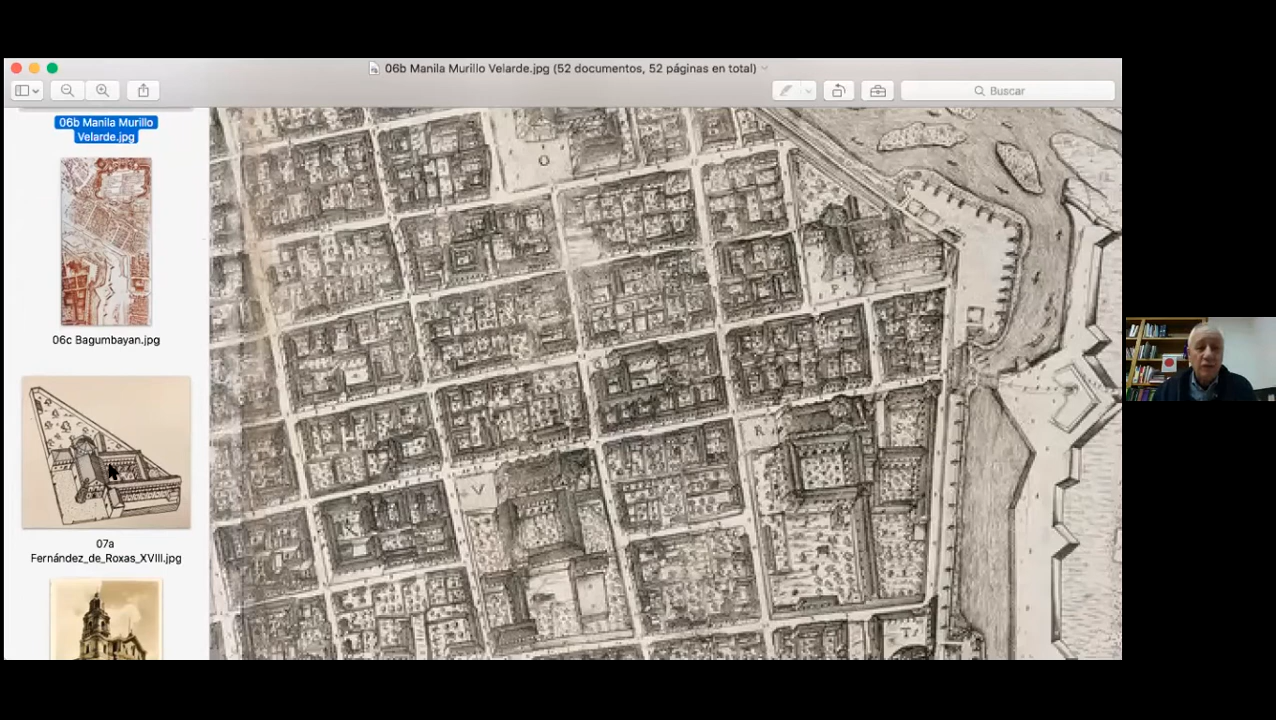 06b Manila Murillo Velarde.jpg (52 documentos, 52 páginas en total)
Buscar
06b Manila Murillo
Velarde.jpg
06c Bagumbayan.jpg
07a
Fernández_de_Roxas_XVIII.jpg
O
P
R
S
V
T